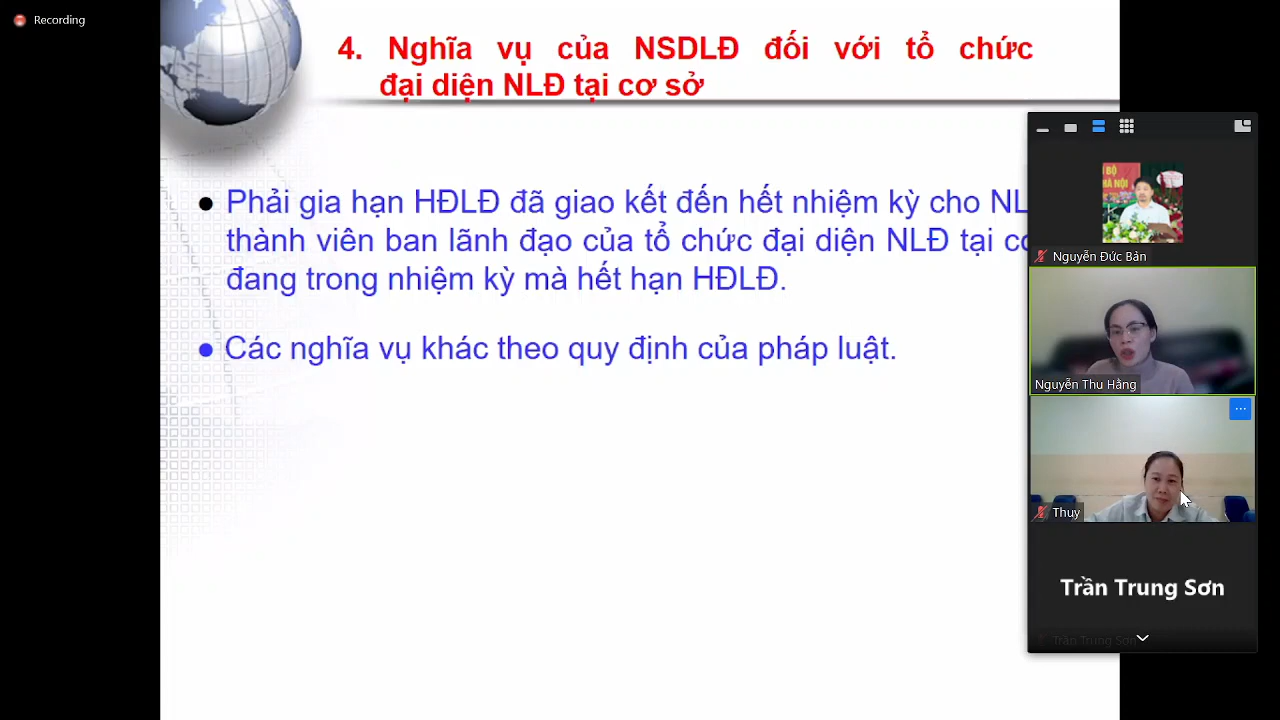 Recording
4. Nghĩa vụ của NSDLĐ đối với tổ chức
đại diện NLĐ tại cơ sở
● Phải gia hạn HĐLĐ đã giao kết đến hết nhiệm kỳ cho
thành viên ban lãnh đạo của tổ chức đại diện NLĐ tại
đang trong nhiệm kỳ mà hết hạn HĐLĐ.
● Các nghĩa vụ khác theo quy định của pháp luật.
Nguyễn Đức Bản
Nguyễn Thu Hằng
Thuy
Trần Trung Sơn
Trần Trung Sơn